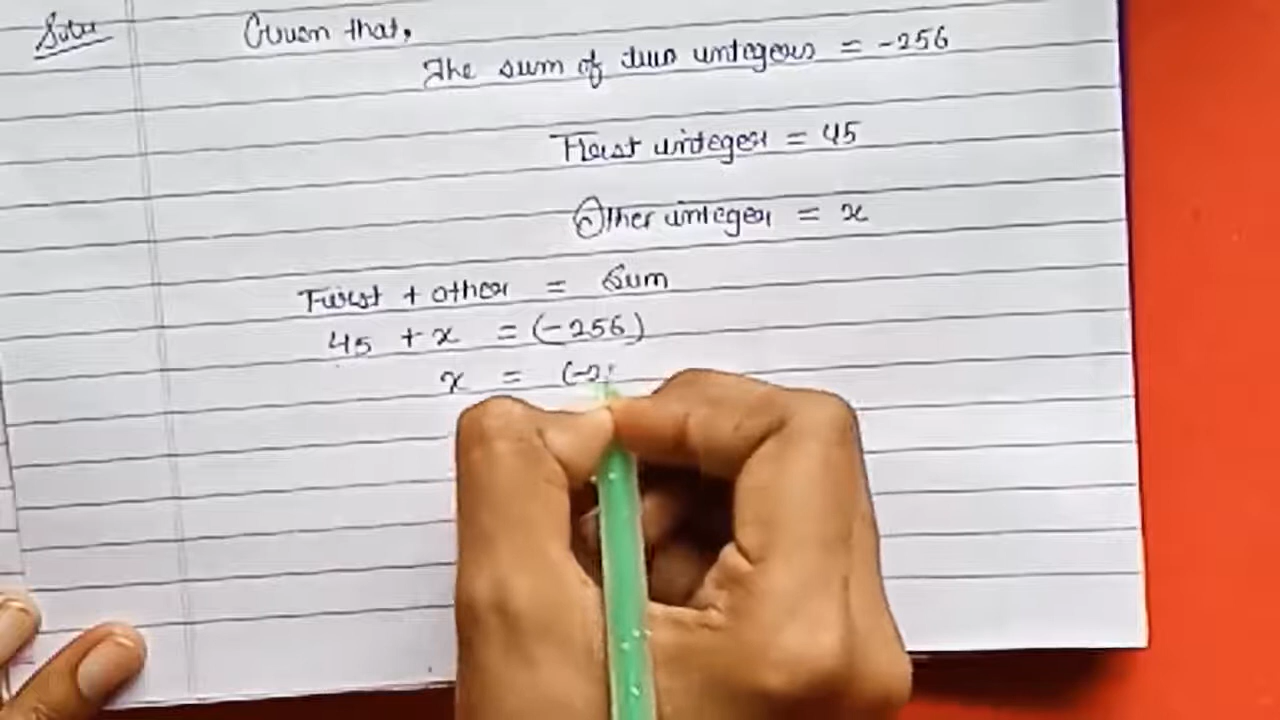 Soln
Given that,
The sum of two integers = -256
First integer = 45
Other integer = x
First + other = Sum
45 + x = (-256)
x = (-2